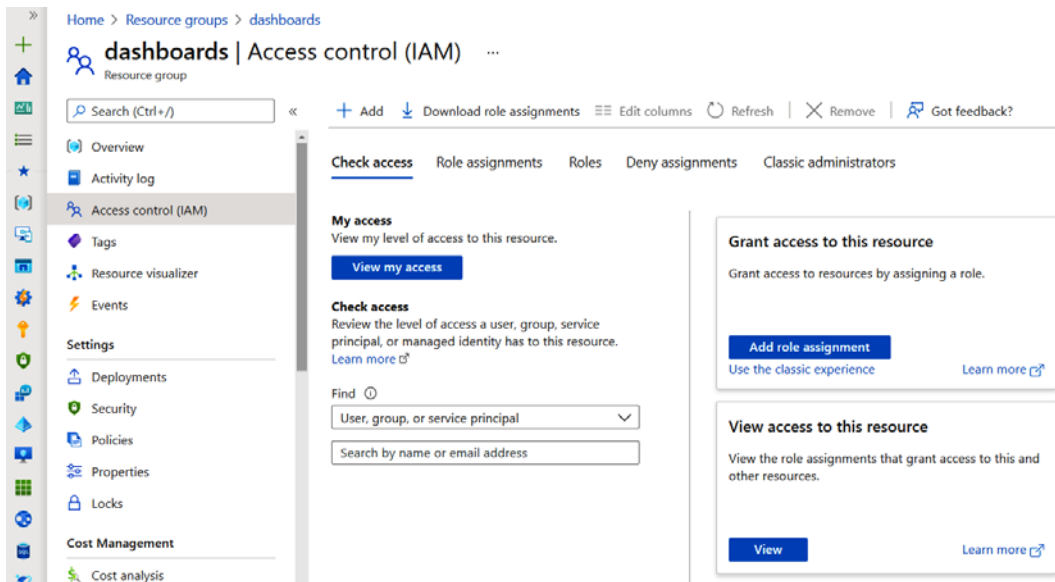 Home > Resource groups > dashboards
dashboards | Access control (IAM) ...
Resource group
Search (Ctrl+/)
Overview
Activity log
Access control (IAM)
Tags
Resource visualizer
Events
Settings
Deployments
Security
Policies
Properties
Locks
Cost Management
Cost analysis
Add Download role assignments Edit columns Refresh Remove Got feedback?
Check access Role assignments Roles Deny assignments Classic administrators
My access
View my level of access to this resource.
View my access
Check access
Review the level of access a user, group, service
principal, or managed identity has to this resource.
Learn more
Find
User, group, or service principal
Search by name or email address
Grant access to this resource
Grant access to resources by assigning a role.
Add role assignment
Use the classic experience Learn more
View access to this resource
View the role assignments that grant access to this and
other resources.
View Learn more